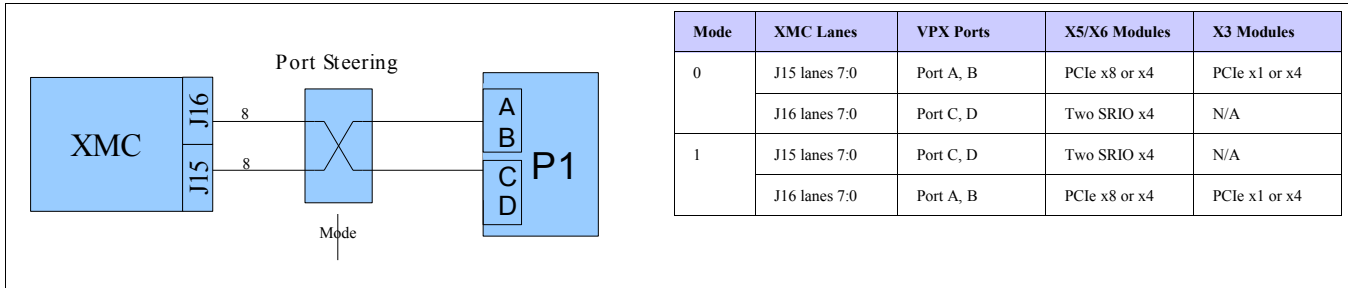 Port Steering
XMC
J16
J15
8
8
Mode
A
B
C
D
P1
Mode XMC Lanes VPX Ports X5/X6 Modules X3 Modules
0 J15 lanes 7:0 Port A, B PCIe x8 or x4 PCIe x1 or x4
J16 lanes 7:0 Port C, D Two SRIO x4 N/A
1 J15 lanes 7:0 Port C, D Two SRIO x4 N/A
J16 lanes 7:0 Port A, B PCIe x8 or x4 PCIe x1 or x4